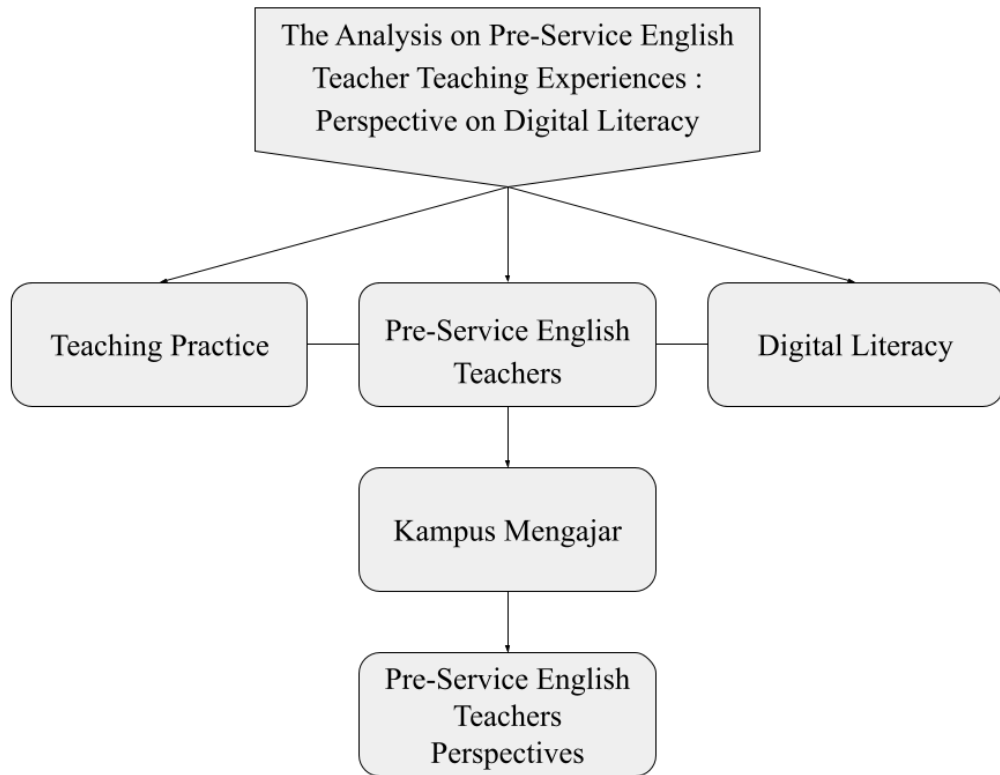 The Analysis on Pre-Service English
Teacher Teaching Experiences :
Perspective on Digital Literacy
Teaching Practice
Pre-Service English
Teachers
Digital Literacy
Kampus Mengajar
Pre-Service English
Teachers
Perspectives